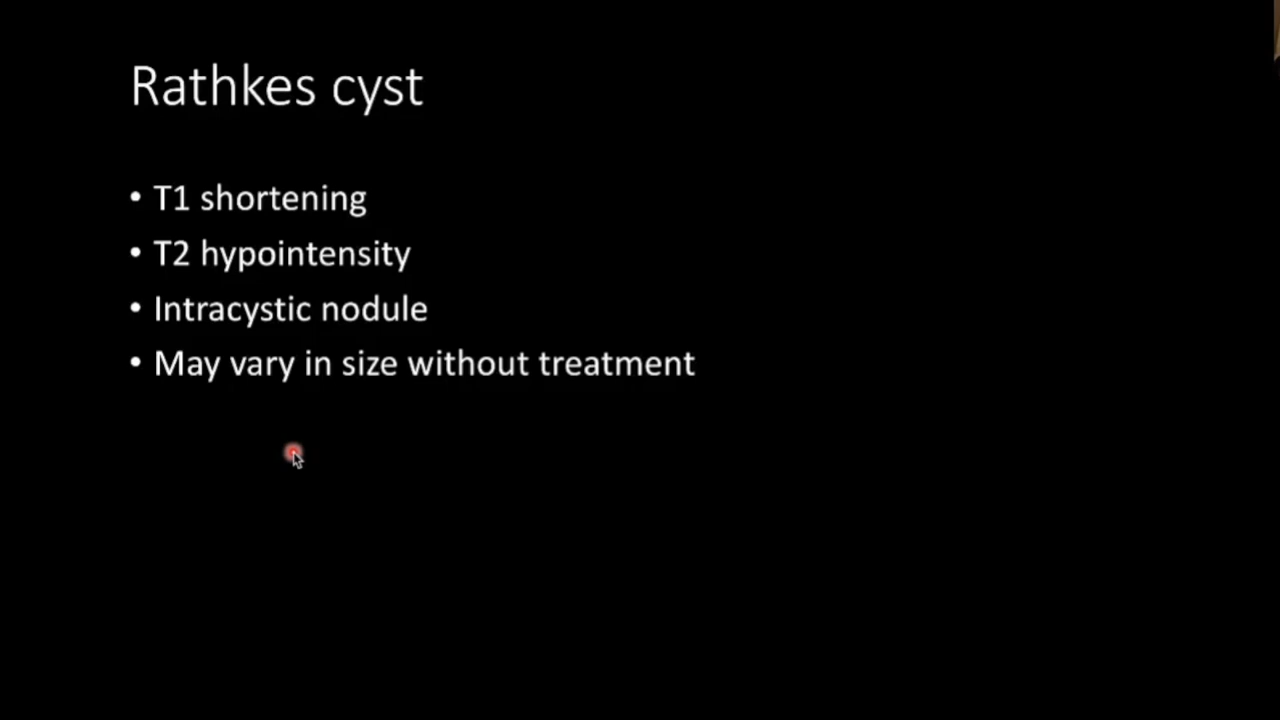 Rathkes cyst
• T1 shortening
• T2 hypointensity
• Intracystic nodule
• May vary in size without treatment